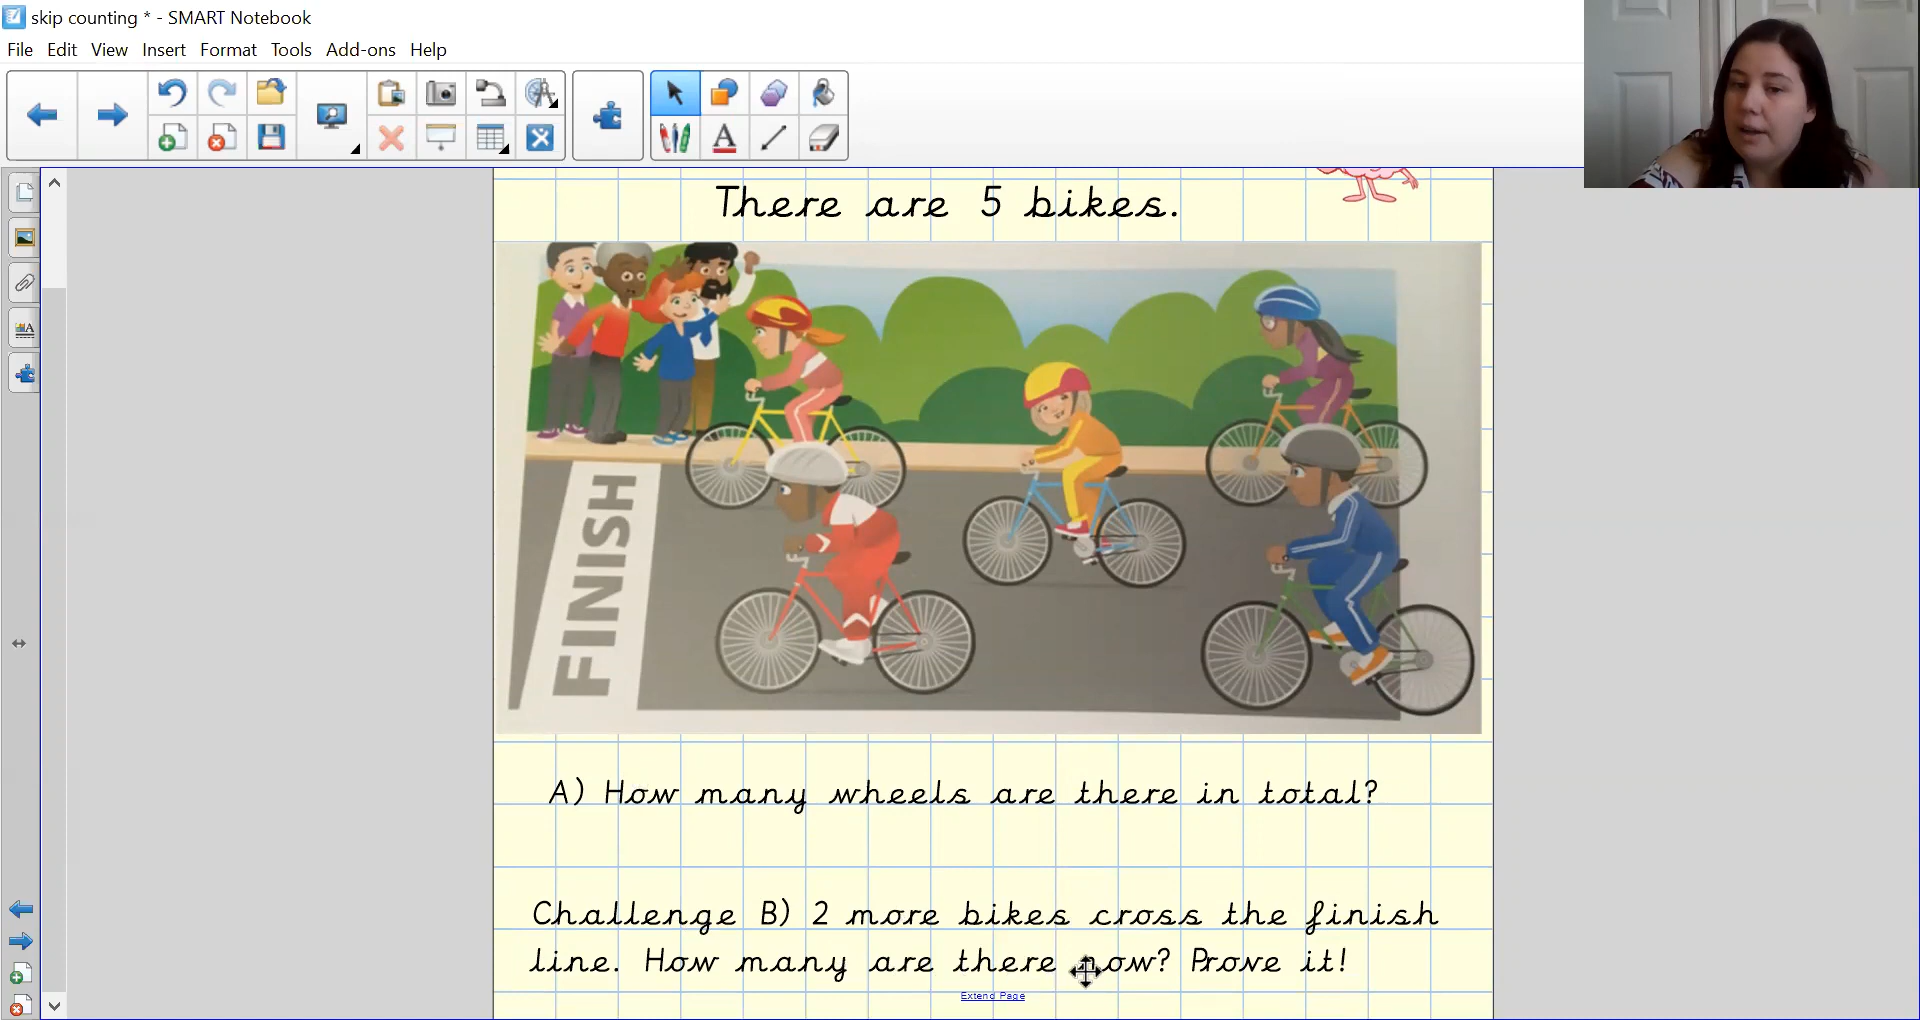 skip counting * - SMART Notebook
File Edit View Insert Format Tools Add-ons Help
There are 5 bikes.
FINISH
A) How many wheels are there in total?
Challenge B) 2 more bikes cross the finish
line. How many are there now? Prove it!
Extend Page